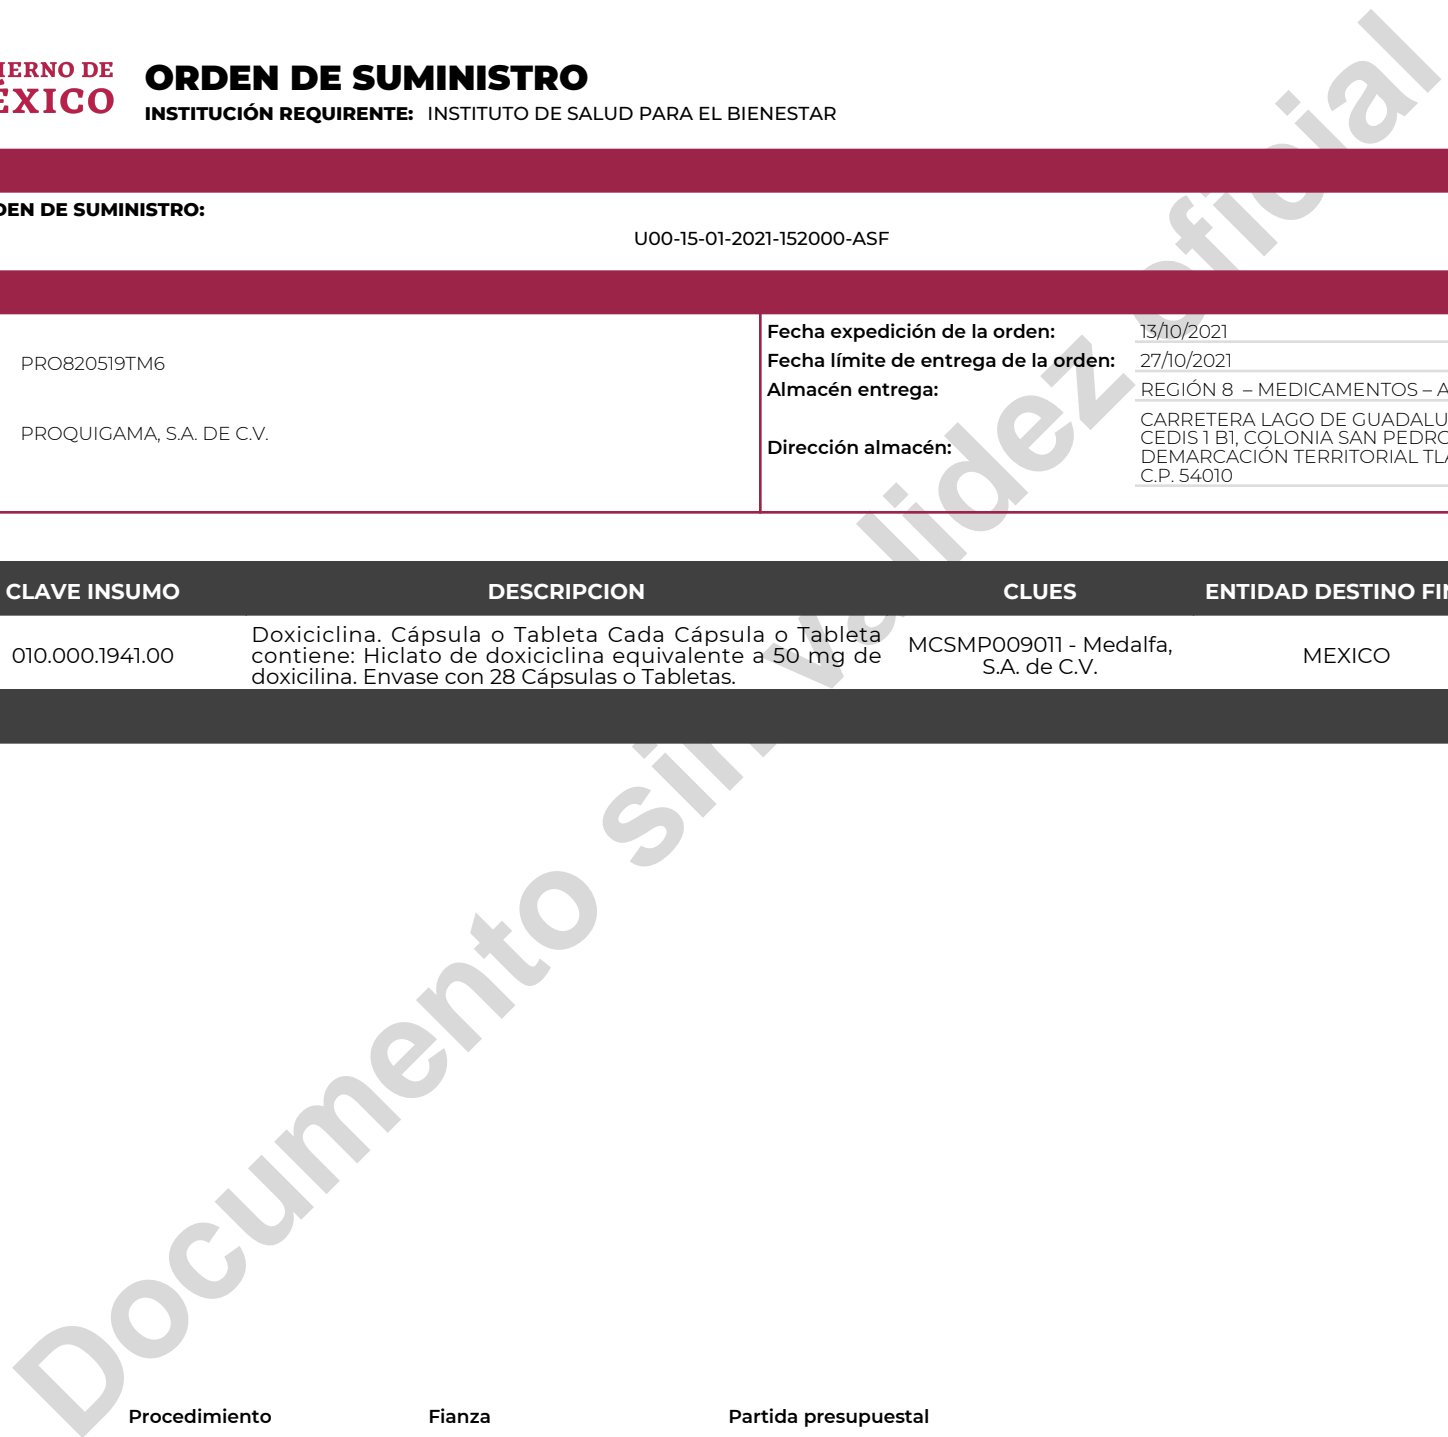 IERNO DE
ÉXICO
ORDEN DE SUMINISTRO
INSTITUCIÓN REQUIRENTE: INSTITUTO DE SALUD PARA EL BIENESTAR
DEN DE SUMINISTRO:
U00-15-01-2021-152000-ASF
PRO820519TM6
PROQUIGAMA, S.A. DE C.V.
Fecha expedición de la orden: 13/10/2021
Fecha límite de entrega de la orden: 27/10/2021
Almacén entrega: REGIÓN 8 – MEDICAMENTOS – A
Dirección almacén:
CARRETERA LAGO DE GUADALU
CEDIS 1 B1, COLONIA SAN PEDRO
DEMARCACIÓN TERRITORIAL TLA
C.P. 54010
CLAVE INSUMO DESCRIPCION CLUES ENTIDAD DESTINO FIN
010.000.1941.00
Doxiciclina. Cápsula o Tableta Cada Cápsula o Tableta
contiene: Hiclato de doxiciclina equivalente a 50 mg de
doxicilina. Envase con 28 Cápsulas o Tabletas.
MCSMP009011 - Medalfa,
S.A. de C.V.
MEXICO
Documento sin validez oficial
Procedimiento Fianza Partida presupuestal